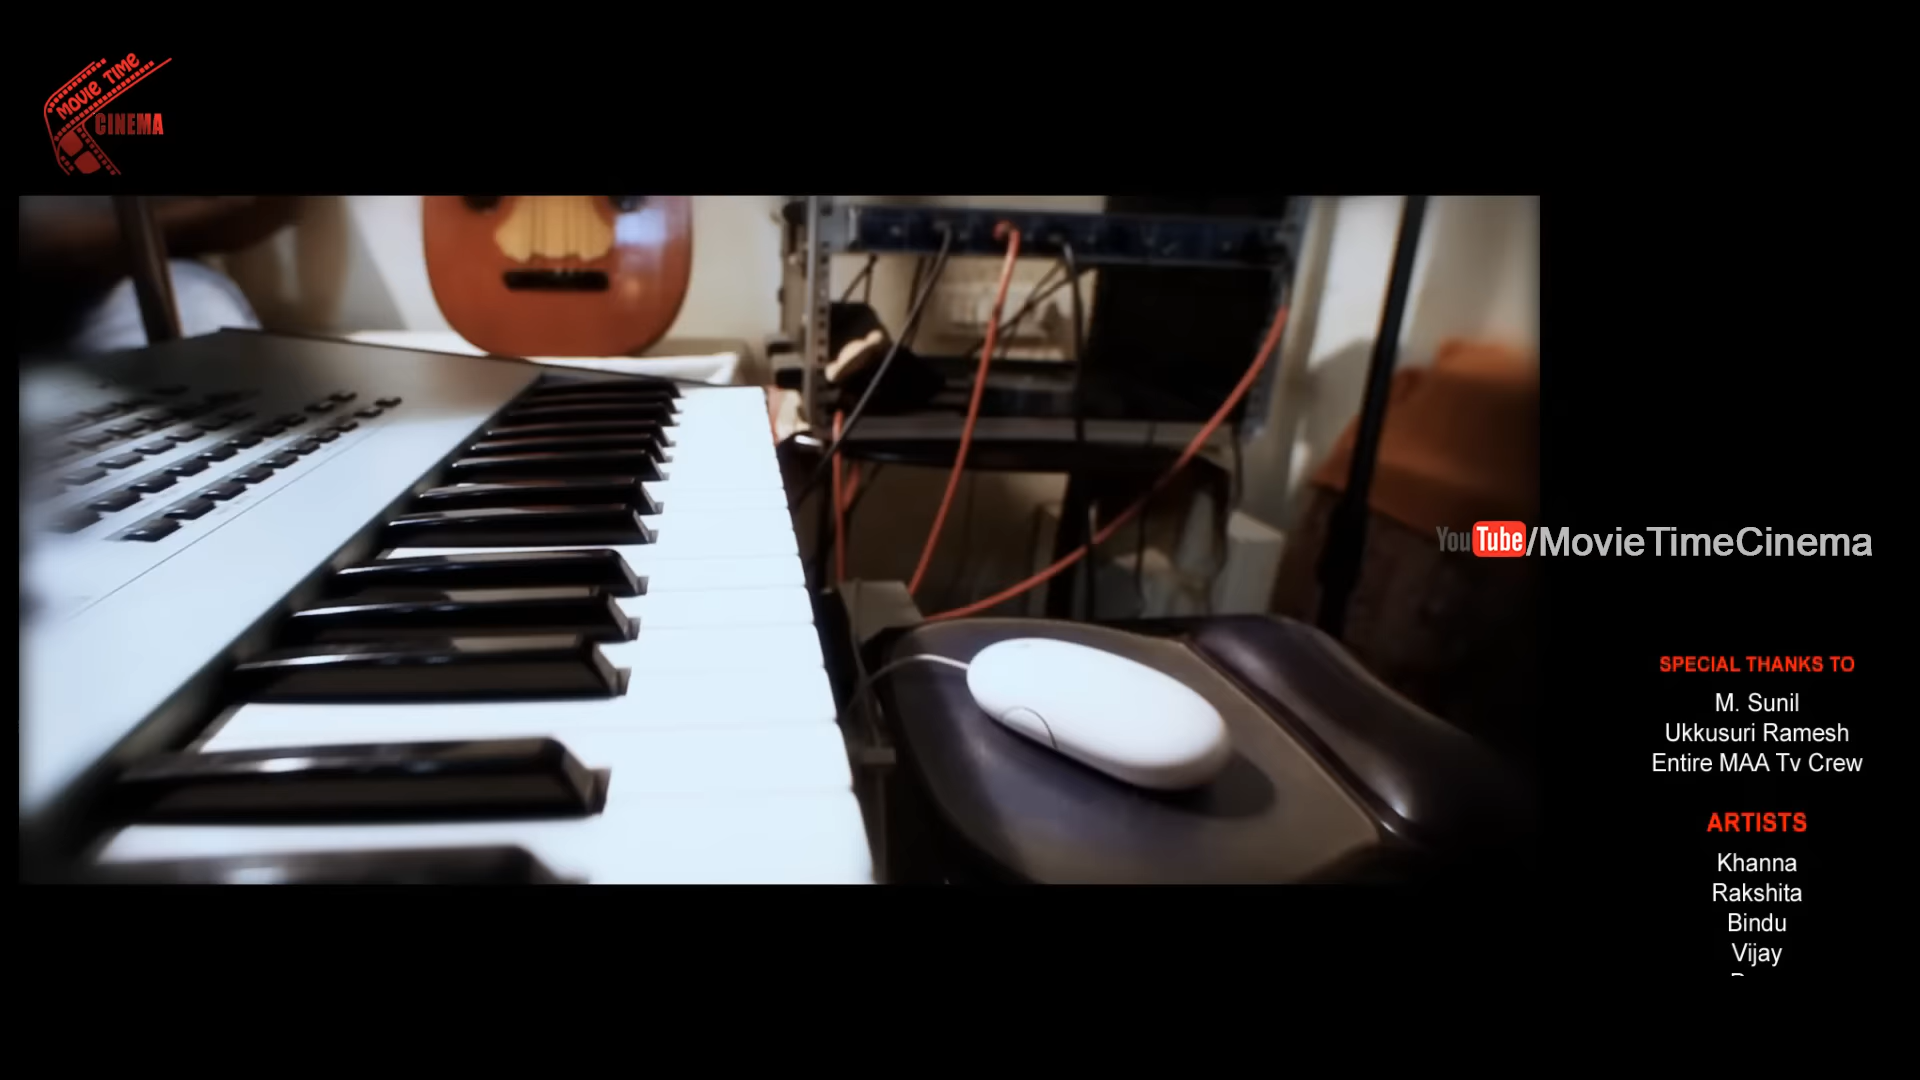 MOVIE TIME
CINEMA
YouTube/MovieTimeCinema
SPECIAL THANKS TO
M. Sunil
Ukkusuri Ramesh
Entire MAA Tv Crew
ARTISTS
Khanna
Rakshita
Bindu
Vijay